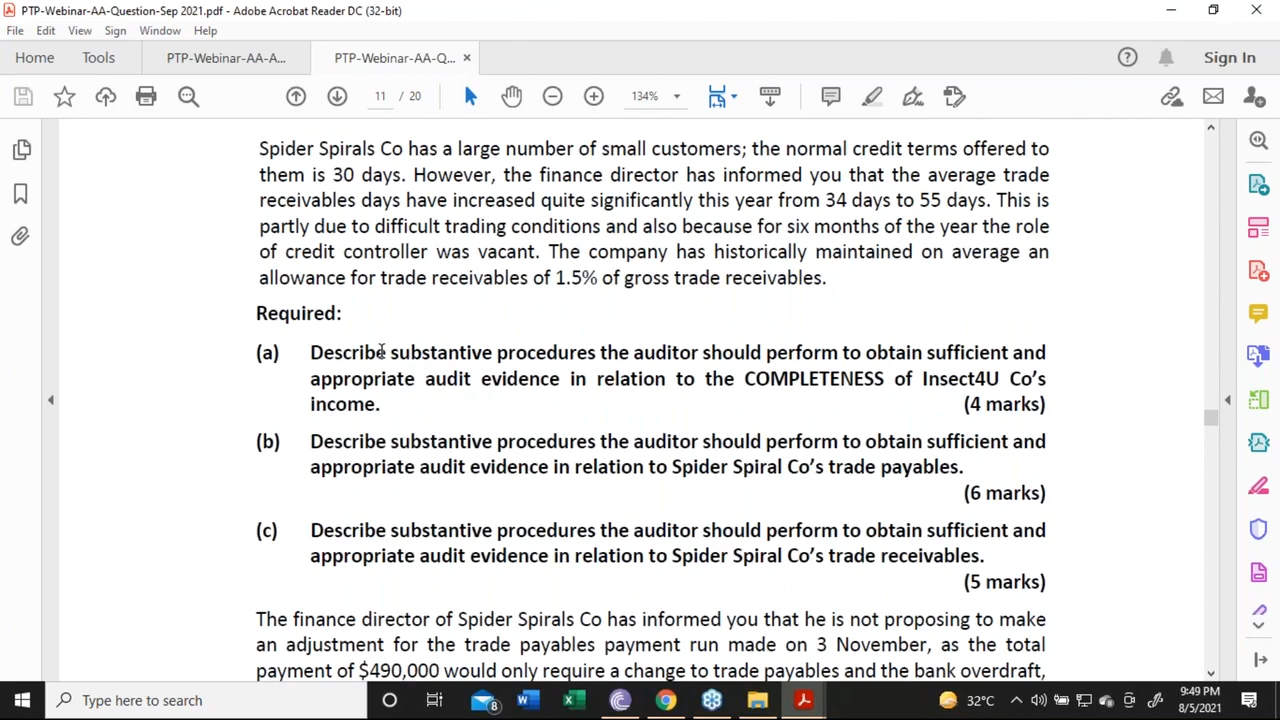 PTP-Webinar-AA-Question-Sep 2021.pdf - Adobe Acrobat Reader DC (32-bit)
File Edit View Sign Window Help
Home Tools PTP-Webinar-AA-A... PTP-Webinar-AA-Q... × Sign In
11 / 20 134%
Spider Spirals Co has a large number of small customers; the normal credit terms offered to
them is 30 days. However, the finance director has informed you that the average trade
receivables days have increased quite significantly this year from 34 days to 55 days. This is
partly due to difficult trading conditions and also because for six months of the year the role
of credit controller was vacant. The company has historically maintained on average an
allowance for trade receivables of 1.5% of gross trade receivables.
Required:
(a) Describe substantive procedures the auditor should perform to obtain sufficient and
appropriate audit evidence in relation to the COMPLETENESS of Insect4U Co's
income. (4 marks)
(b) Describe substantive procedures the auditor should perform to obtain sufficient and
appropriate audit evidence in relation to Spider Spiral Co's trade payables.
(6 marks)
(c) Describe substantive procedures the auditor should perform to obtain sufficient and
appropriate audit evidence in relation to Spider Spiral Co's trade receivables.
(5 marks)
The finance director of Spider Spirals Co has informed you that he is not proposing to make
an adjustment for the trade payables payment run made on 3 November, as the total
payment of $490,000 would only require a change to trade payables and the bank overdraft,
Type here to search 8 32°C 9:49 PM
8/5/2021